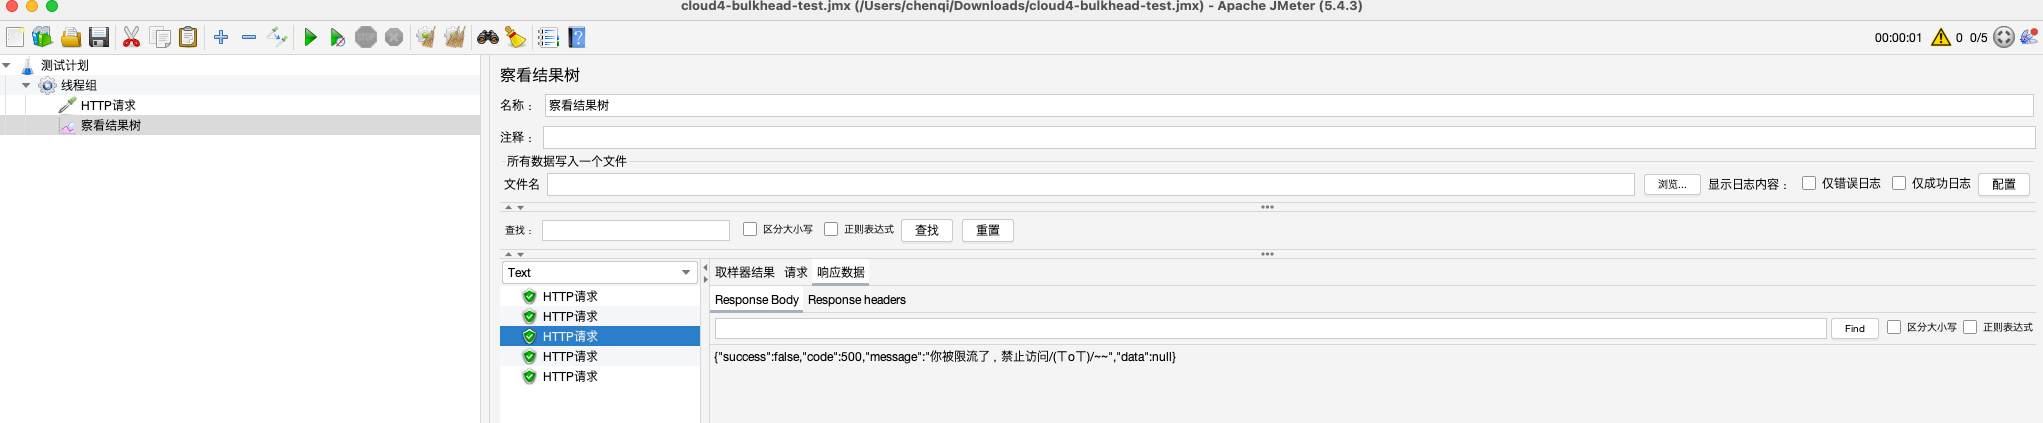 cloud4-bulkhead-test.jmx (/Users/chenqi/Downloads/cloud4-bulkhead-test.jmx) - Apache JMeter (5.4.3)
STOP
00:00:01 0 0/5
测试计划
线程组
HTTP请求
察看结果树
察看结果树
名称： 察看结果树
注释：
所有数据写入一个文件
文件名 浏览... 显示日志内容： 仅错误日志 仅成功日志 配置
查找： 区分大小写 正则表达式 查找 重置
Text
HTTP请求
HTTP请求
HTTP请求
HTTP请求
HTTP请求
取样器结果 请求 响应数据
Response Body Response headers
Find 区分大小写 正则表达式
{"success":false,"code":500,"message":"你被限流了，禁止访问/(ㄒoㄒ)/~~","data":null}